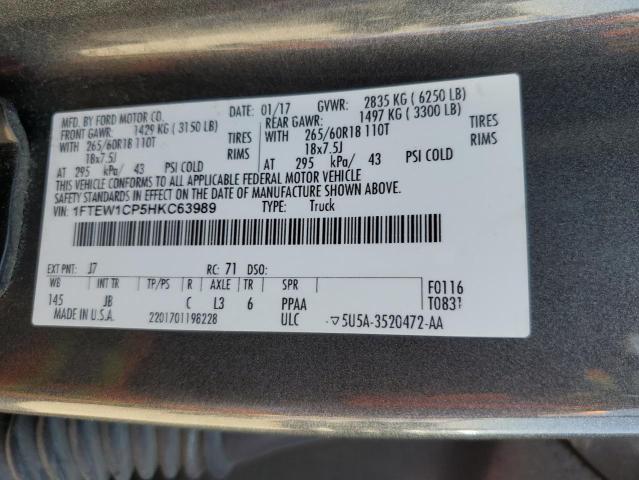 MFD. BY FORD MOTOR CO. DATE: 01/17 GVWR: 2835 KG ( 6250 LB)
FRONT GAWR: 1429 KG ( 3150 LB) REAR GAWR: 1497 KG ( 3300 LB)
WITH 265/60R18 110T TIRES WITH 265/60R18 110T TIRES
18x7.5J RIMS 18x7.5J RIMS
AT 295 kPa/ 43 PSI COLD AT 295 kPa/ 43 PSI COLD
THIS VEHICLE CONFORMS TO ALL APPLICABLE FEDERAL MOTOR VEHICLE
SAFETY STANDARDS IN EFFECT ON THE DATE OF MANUFACTURE SHOWN ABOVE.
VIN: 1FTEW1CP5HKC63989 TYPE: Truck
EXT PNT: J7 RC: 71 DSO:
WB INT TR TP/PS R AXLE TR SPR F0116
145 JB C L3 6 PPAA T0831
MADE IN U.S.A. 2201701198228 ULC ▽5U5A-3520472-AA